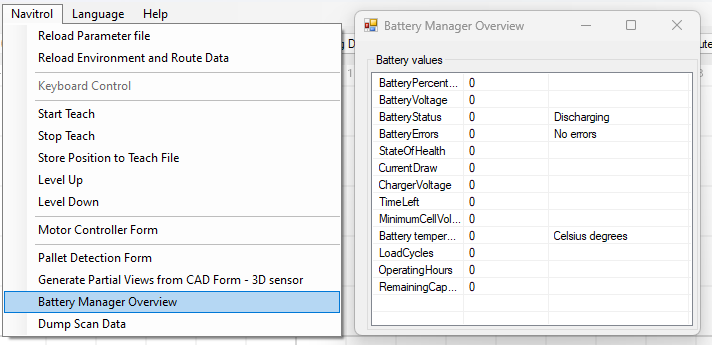 Navitrol Language Help
Reload Parameter file
Reload Environment and Route Data
Keyboard Control
Start Teach
Stop Teach
Store Position to Teach File
Level Up
Level Down
Motor Controller Form
Pallet Detection Form
Generate Partial Views from CAD Form - 3D sensor
Battery Manager Overview
Dump Scan Data
Battery Manager Overview
Battery values
BatteryPercent... 0
BatteryVoltage 0
BatteryStatus 0 Discharging
BatteryErrors 0 No errors
StateOfHealth 0
CurrentDraw 0
ChargerVoltage 0
TimeLeft 0
MinimumCellVol... 0
Battery temper... 0 Celsius degrees
LoadCycles 0
OperatingHours 0
RemainingCap... 0